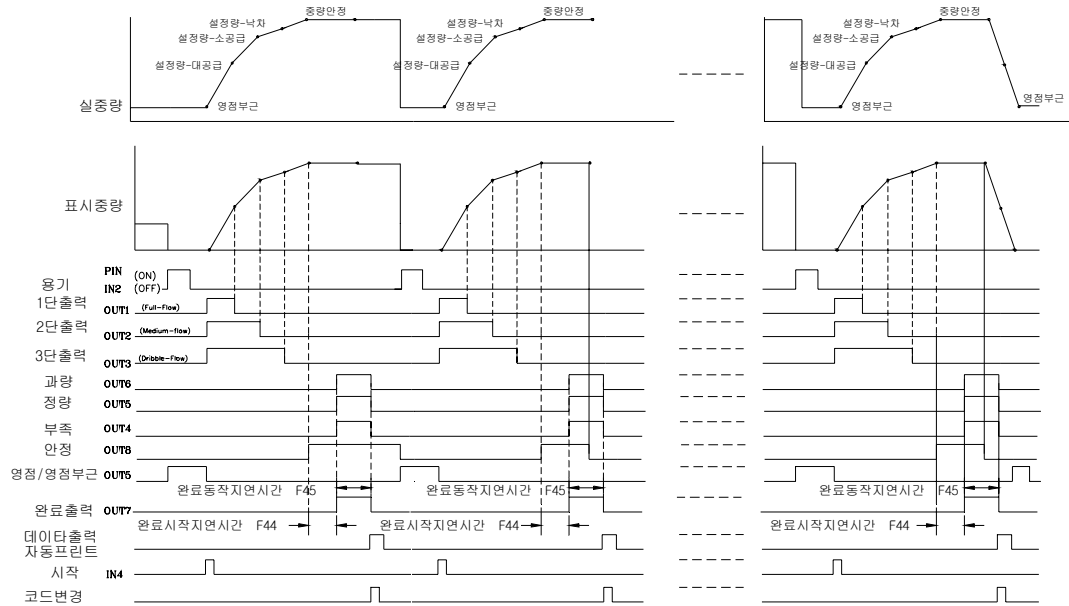 중량안정
설정량-낙차
설정량-소공급
설정량-대공급
영점부근
실중량
중량안정
설정량-낙차
설정량-소공급
설정량-대공급
영점부근
중량안정
설정량-낙차
설정량-소공급
설정량-대공급
영점부근
영점부근
표시중량
용기 PIN IN2 (ON) (OFF)
1단출력 OUT1 (Full-Flow)
2단출력 OUT2 (Medium-flow)
3단출력 OUT3 (Dribble-Flow)
과량 OUT6
정량 OUT5
부족 OUT4
안정 OUT8
영점/영점부근 OUT5
완료동작지연시간 F45 완료동작지연시간 F45 완료동작지연시간 F45
완료출력 OUT7
완료시작지연시간 F44 완료시작지연시간 F44 완료시작지연시간 F44
데이타출력
자동프린트
시작 IN4
코드변경